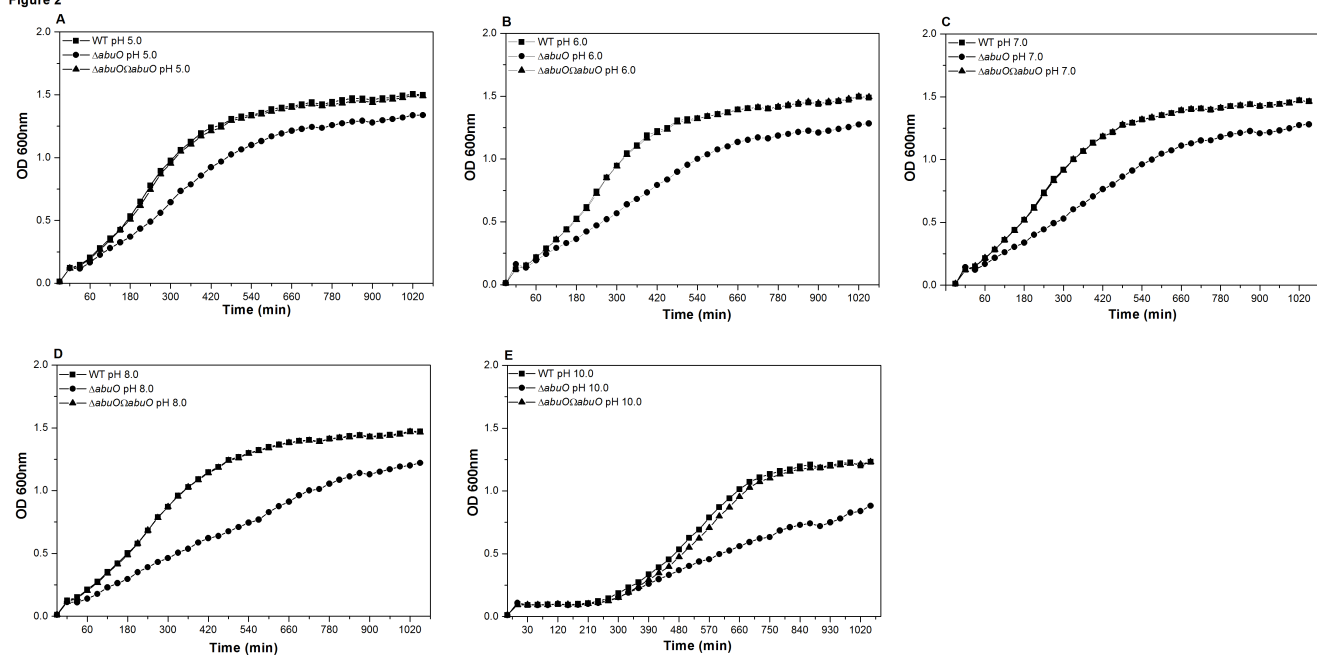 Figure 2
A
2.0
1.5
1.0
0.5
0.0
OD 600nm
WT pH 5.0
ΔabuO pH 5.0
ΔabuOΩabuO pH 5.0
60 180 300 420 540 660 780 900 1020
Time (min)
B
2.0
1.5
1.0
0.5
0.0
OD 600nm
WT pH 6.0
ΔabuO pH 6.0
ΔabuOΩabuO pH 6.0
60 180 300 420 540 660 780 900 1020
Time (min)
C
2.0
1.5
1.0
0.5
0.0
OD 600nm
WT pH 7.0
ΔabuO pH 7.0
ΔabuOΩabuO pH 7.0
60 180 300 420 540 660 780 900 1020
Time (min)
D
2.0
1.5
1.0
0.5
0.0
OD 600nm
WT pH 8.0
ΔabuO pH 8.0
ΔabuOΩabuO pH 8.0
60 180 300 420 540 660 780 900 1020
Time (min)
E
2.0
1.5
1.0
0.5
0.0
OD 600nm
WT pH 10.0
ΔabuO pH 10.0
ΔabuOΩabuO pH 10.0
30 120 210 300 390 480 570 660 750 840 930 1020
Time (min)